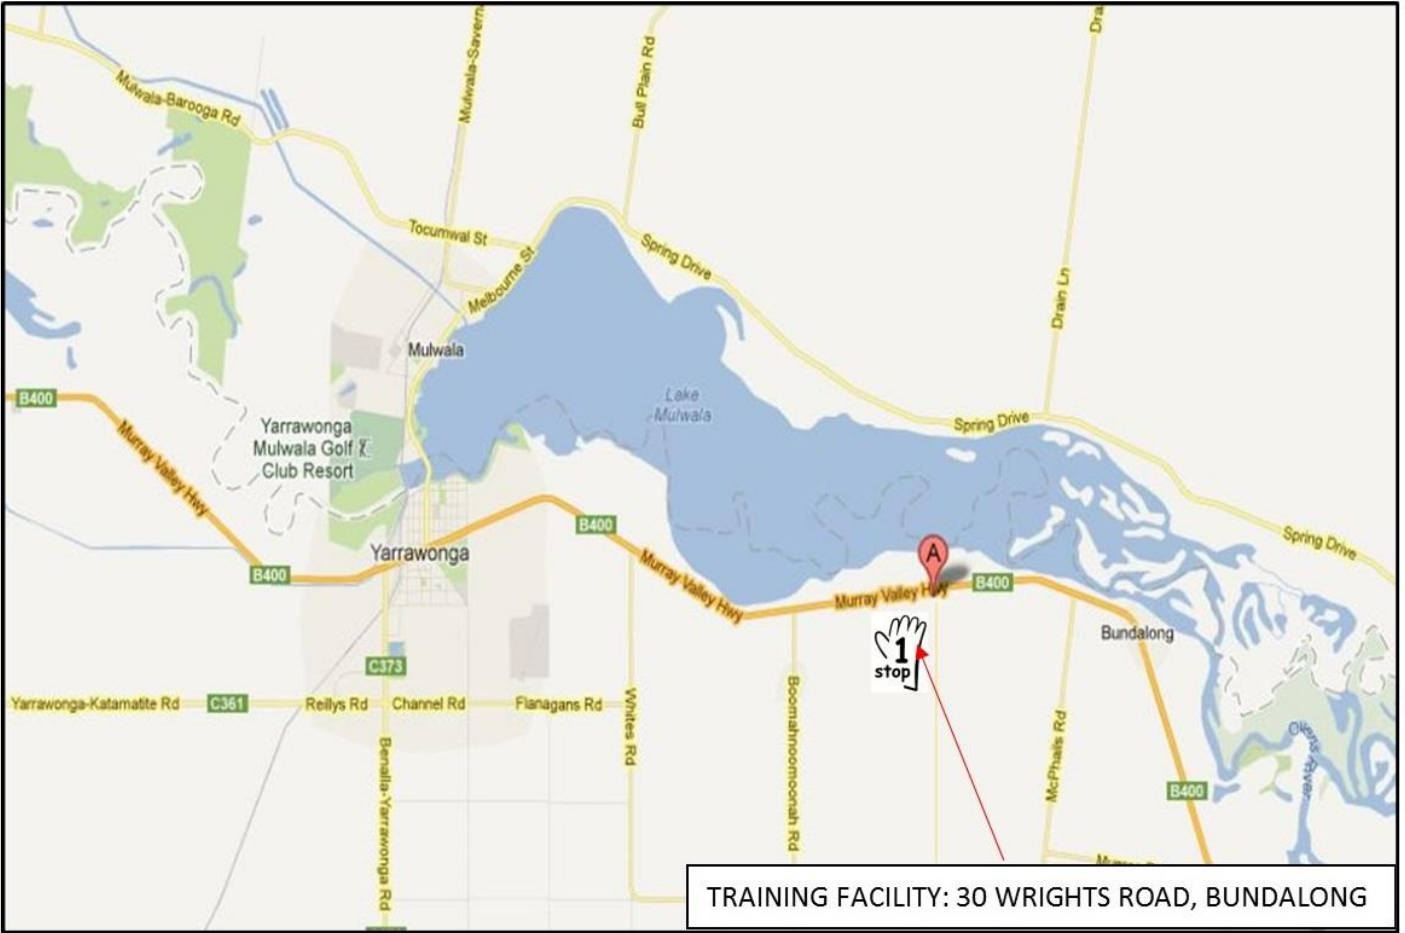 Mulwala-Barooga Rd
Mulwala-Savern
Bull Plain Rd
Dra
Tocumwal St
Melbourne St
Spring Drive
Drain Ln
Mulwala
Lake
Mulwala
B400
Spring Drive
Murray Valley Hwy
Yarrawonga
Mulwala Golf
Club Resort
B400
Spring Drive
Yarrawonga
B400
Murray Valley Hwy
A
B400
Murray Valley Hwy
1
stop
Bundalong
C373
Yarrawonga-Katamatite Rd
C361
Reillys Rd
Channel Rd
Flanagans Rd
Whites Rd
Benalla-Yarrawonga Rd
Boomahnoomoonah Rd
McPhails Rd
Ovens River
B400
TRAINING FACILITY: 30 WRIGHTS ROAD, BUNDALONG